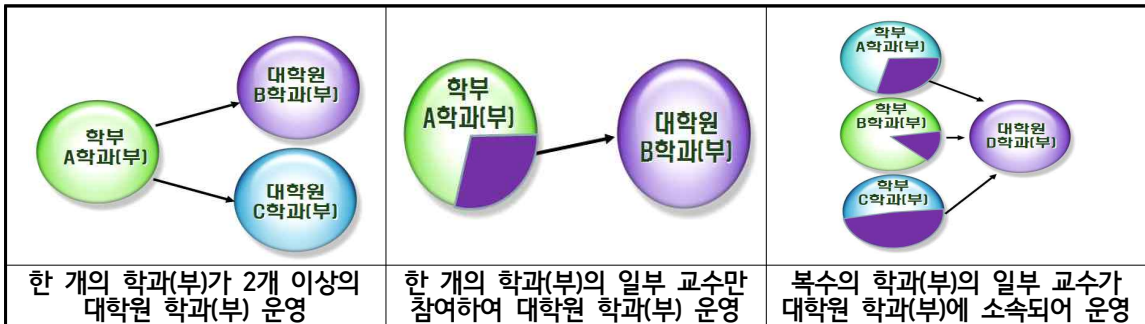 학부
A학과(부)
대학원
B학과(부)
대학원
C학과(부)
한 개의 학과(부)가 2개 이상의
대학원 학과(부) 운영
학부
A학과(부)
대학원
B학과(부)
한 개의 학과(부)의 일부 교수만
참여하여 대학원 학과(부) 운영
학부
A학과(부)
학부
B학과(부)
학부
C학과(부)
대학원
D학과(부)
복수의 학과(부)의 일부 교수가
대학원 학과(부)에 소속되어 운영